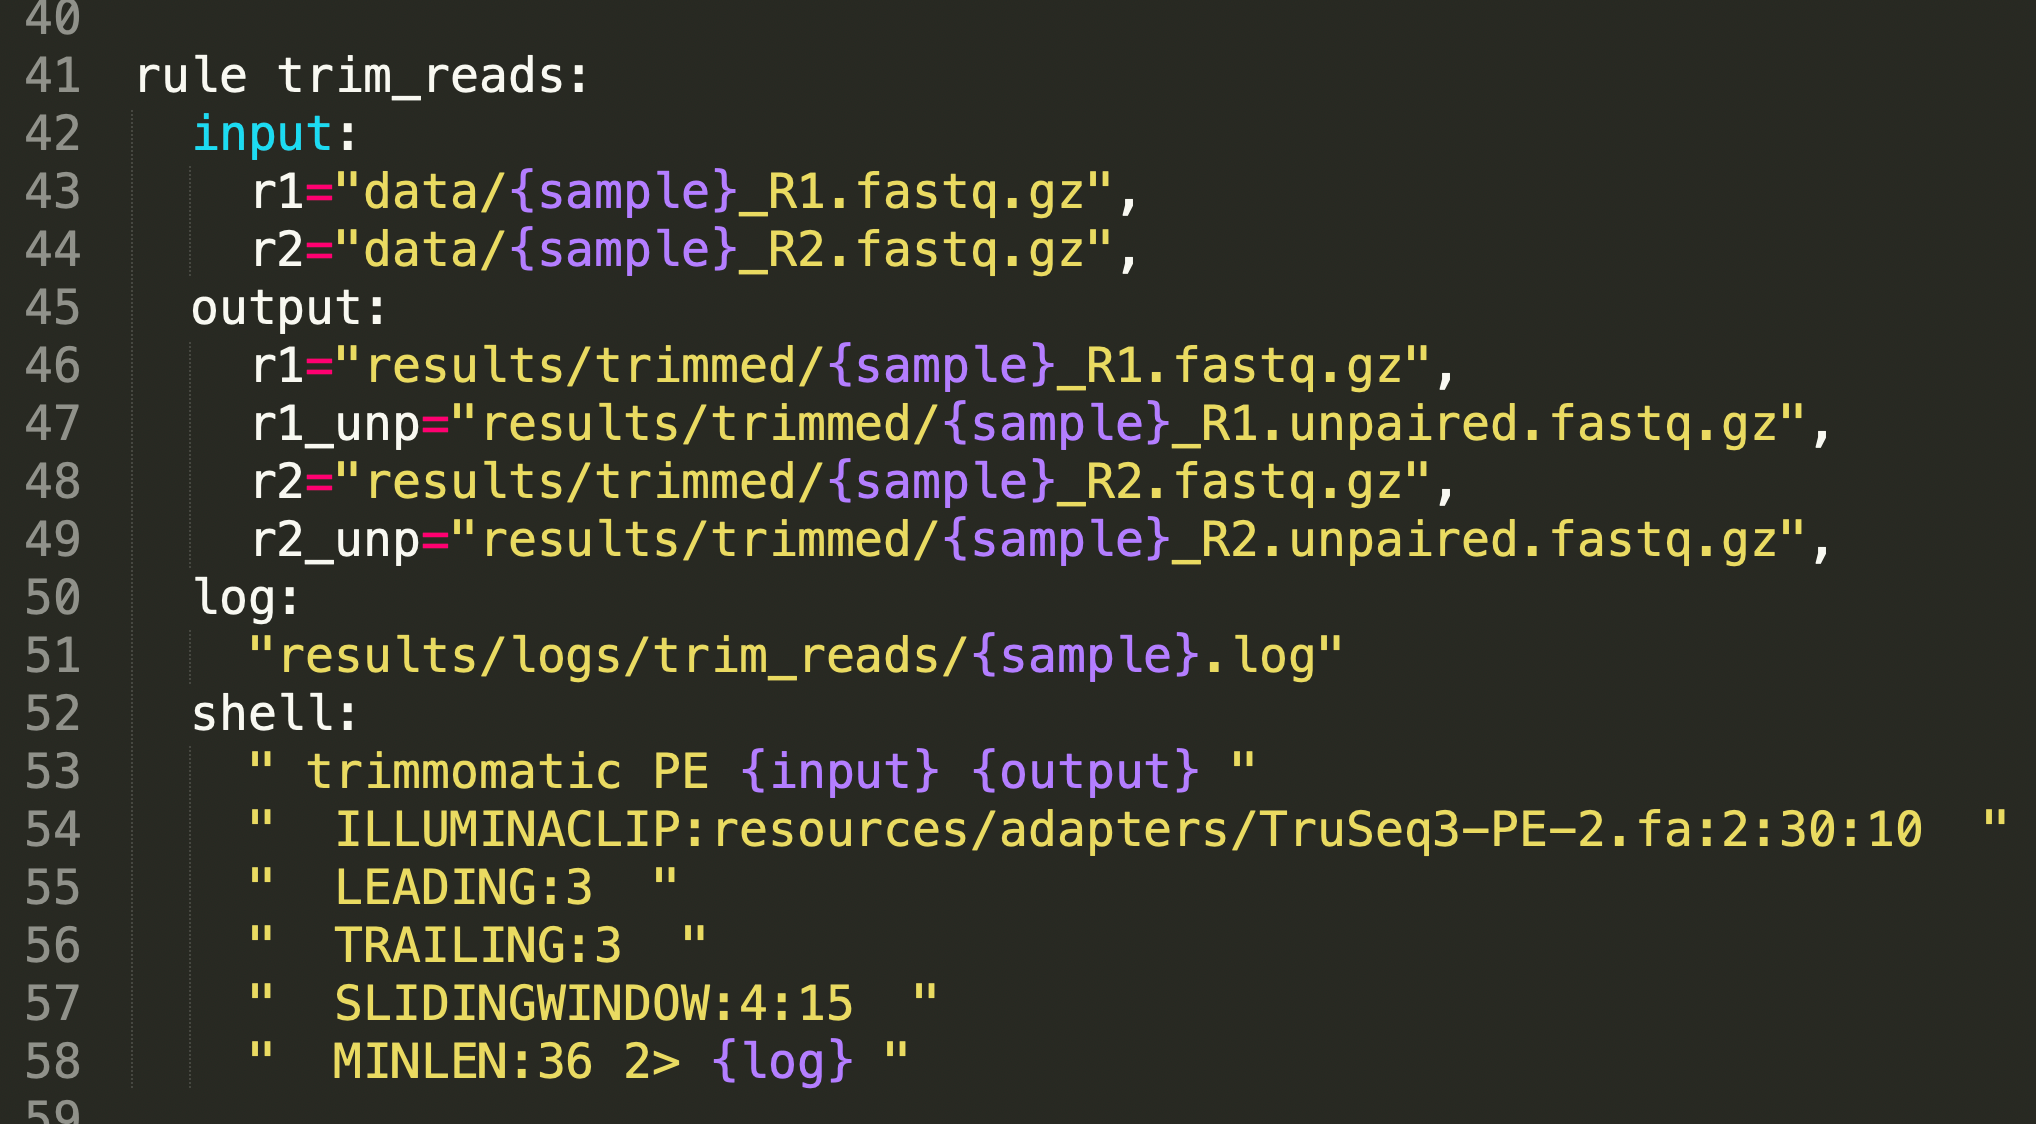 40
41 rule trim_reads:
42 input:
43 r1="data/{sample}_R1.fastq.gz",
44 r2="data/{sample}_R2.fastq.gz",
45 output:
46 r1="results/trimmed/{sample}_R1.fastq.gz",
47 r1_unp="results/trimmed/{sample}_R1.unpaired.fastq.gz",
48 r2="results/trimmed/{sample}_R2.fastq.gz",
49 r2_unp="results/trimmed/{sample}_R2.unpaired.fastq.gz",
50 log:
51 "results/logs/trim_reads/{sample}.log"
52 shell:
53 " trimmomatic PE {input} {output} "
54 "  ILLUMINACLIP:resources/adapters/TruSeq3-PE-2.fa:2:30:10  "
55 "  LEADING:3  "
56 "  TRAILING:3  "
57 "  SLIDINGWINDOW:4:15  "
58 "  MINLEN:36 2> {log} "
59